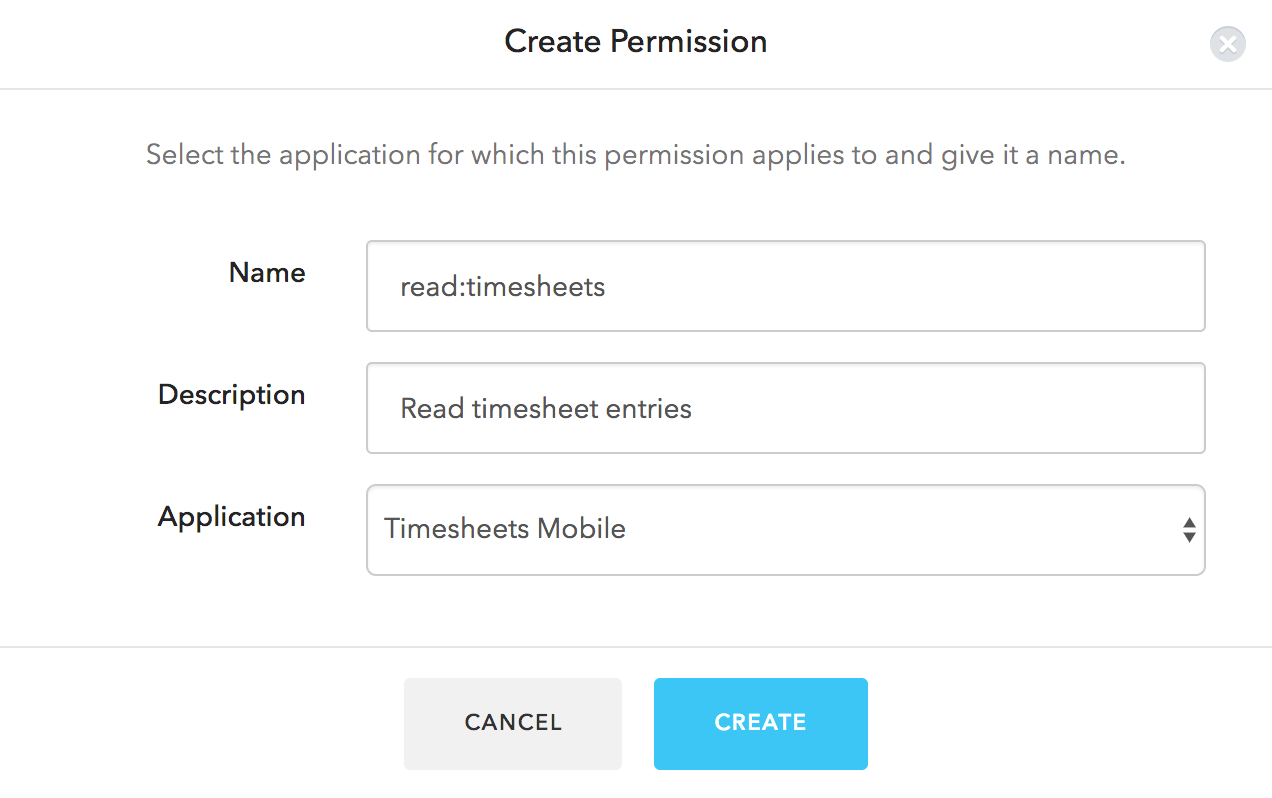 Create Permission
Select the application for which this permission applies to and give it a name.
Name
read:timesheets
Description
Read timesheet entries
Application
Timesheets Mobile
CANCEL
CREATE